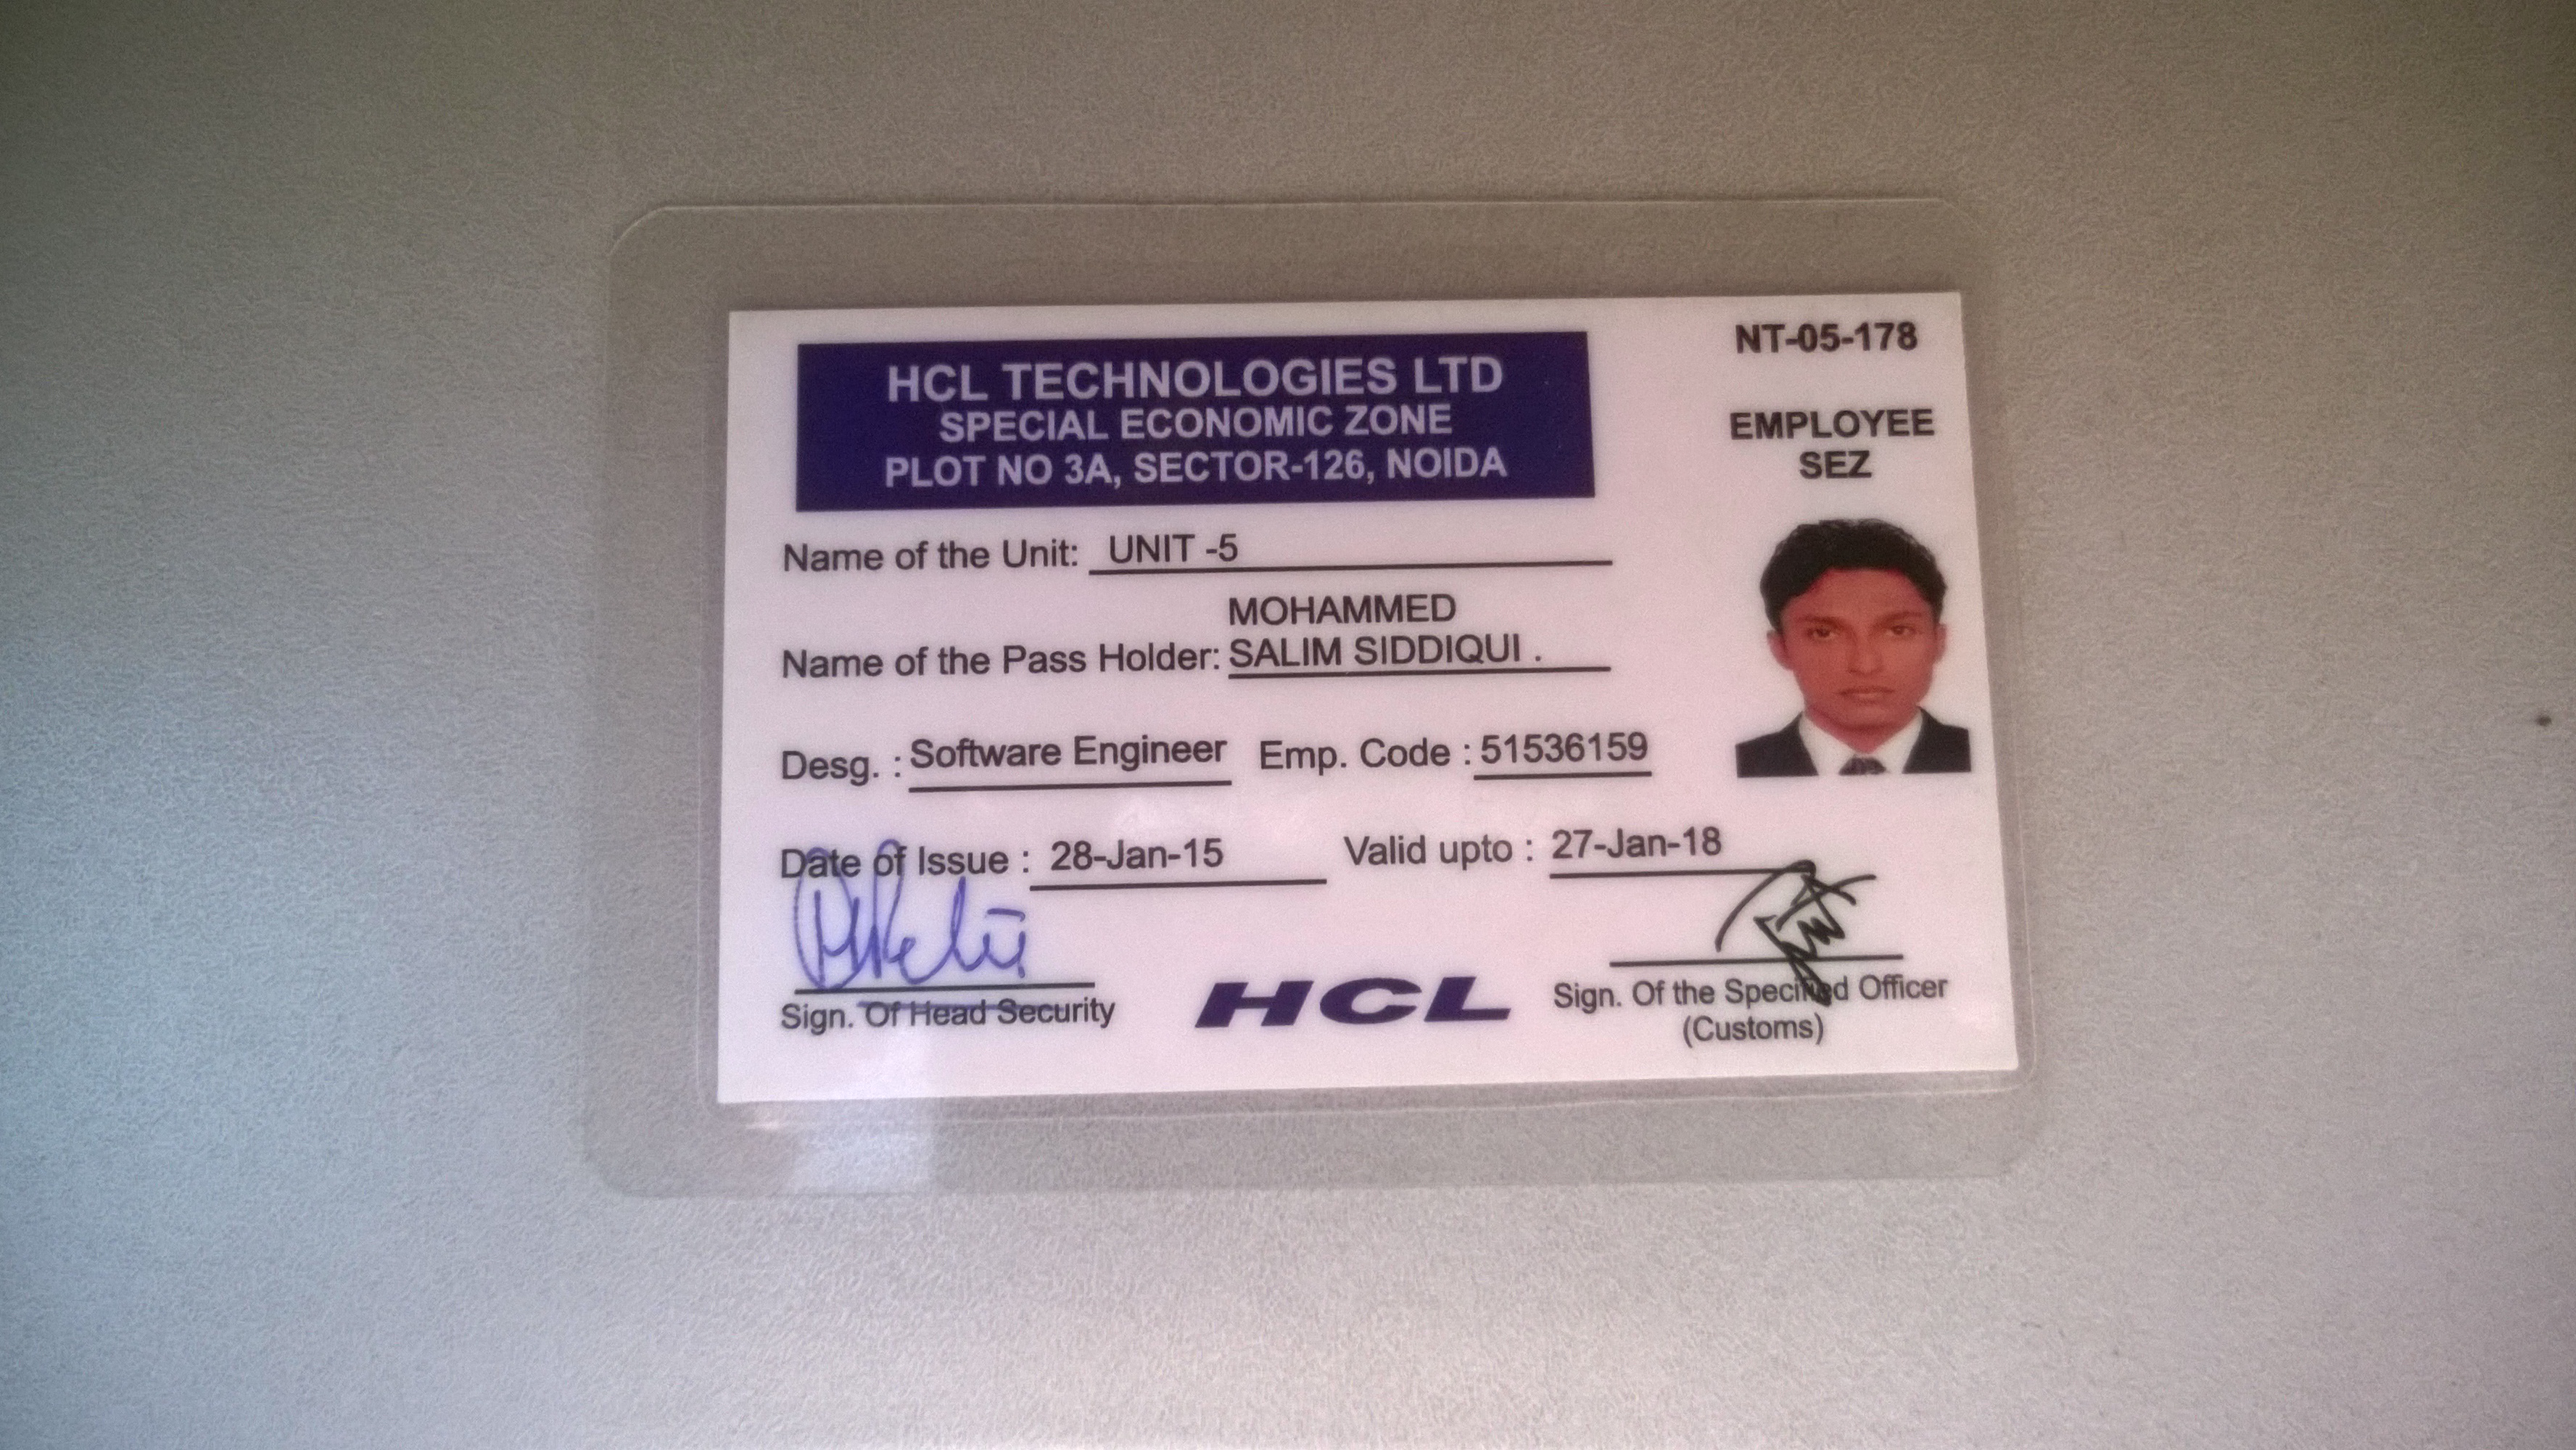 HCL TECHNOLOGIES LTD
SPECIAL ECONOMIC ZONE
PLOT NO 3A, SECTOR-126, NOIDA
NT-05-178
EMPLOYEE
SEZ
Name of the Unit: UNIT -5
MOHAMMED
Name of the Pass Holder: SALIM SIDDIQUI .
Desg. : Software Engineer Emp. Code : 51536159
Date of Issue : 28-Jan-15 Valid upto : 27-Jan-18
Sign. Of Head Security
HCL
Sign. Of the Specified Officer
(Customs)